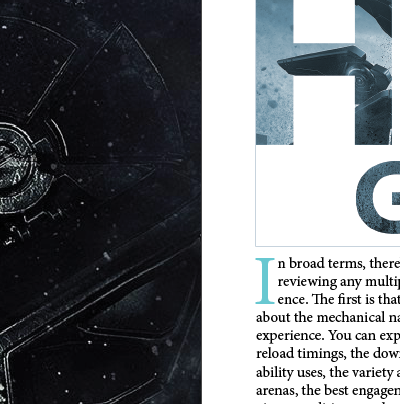 H
G
In broad terms, there
reviewing any multip
ence. The first is that
about the mechanical na
experience. You can exp
reload timings, the dow
ability uses, the variety a
arenas, the best engagem